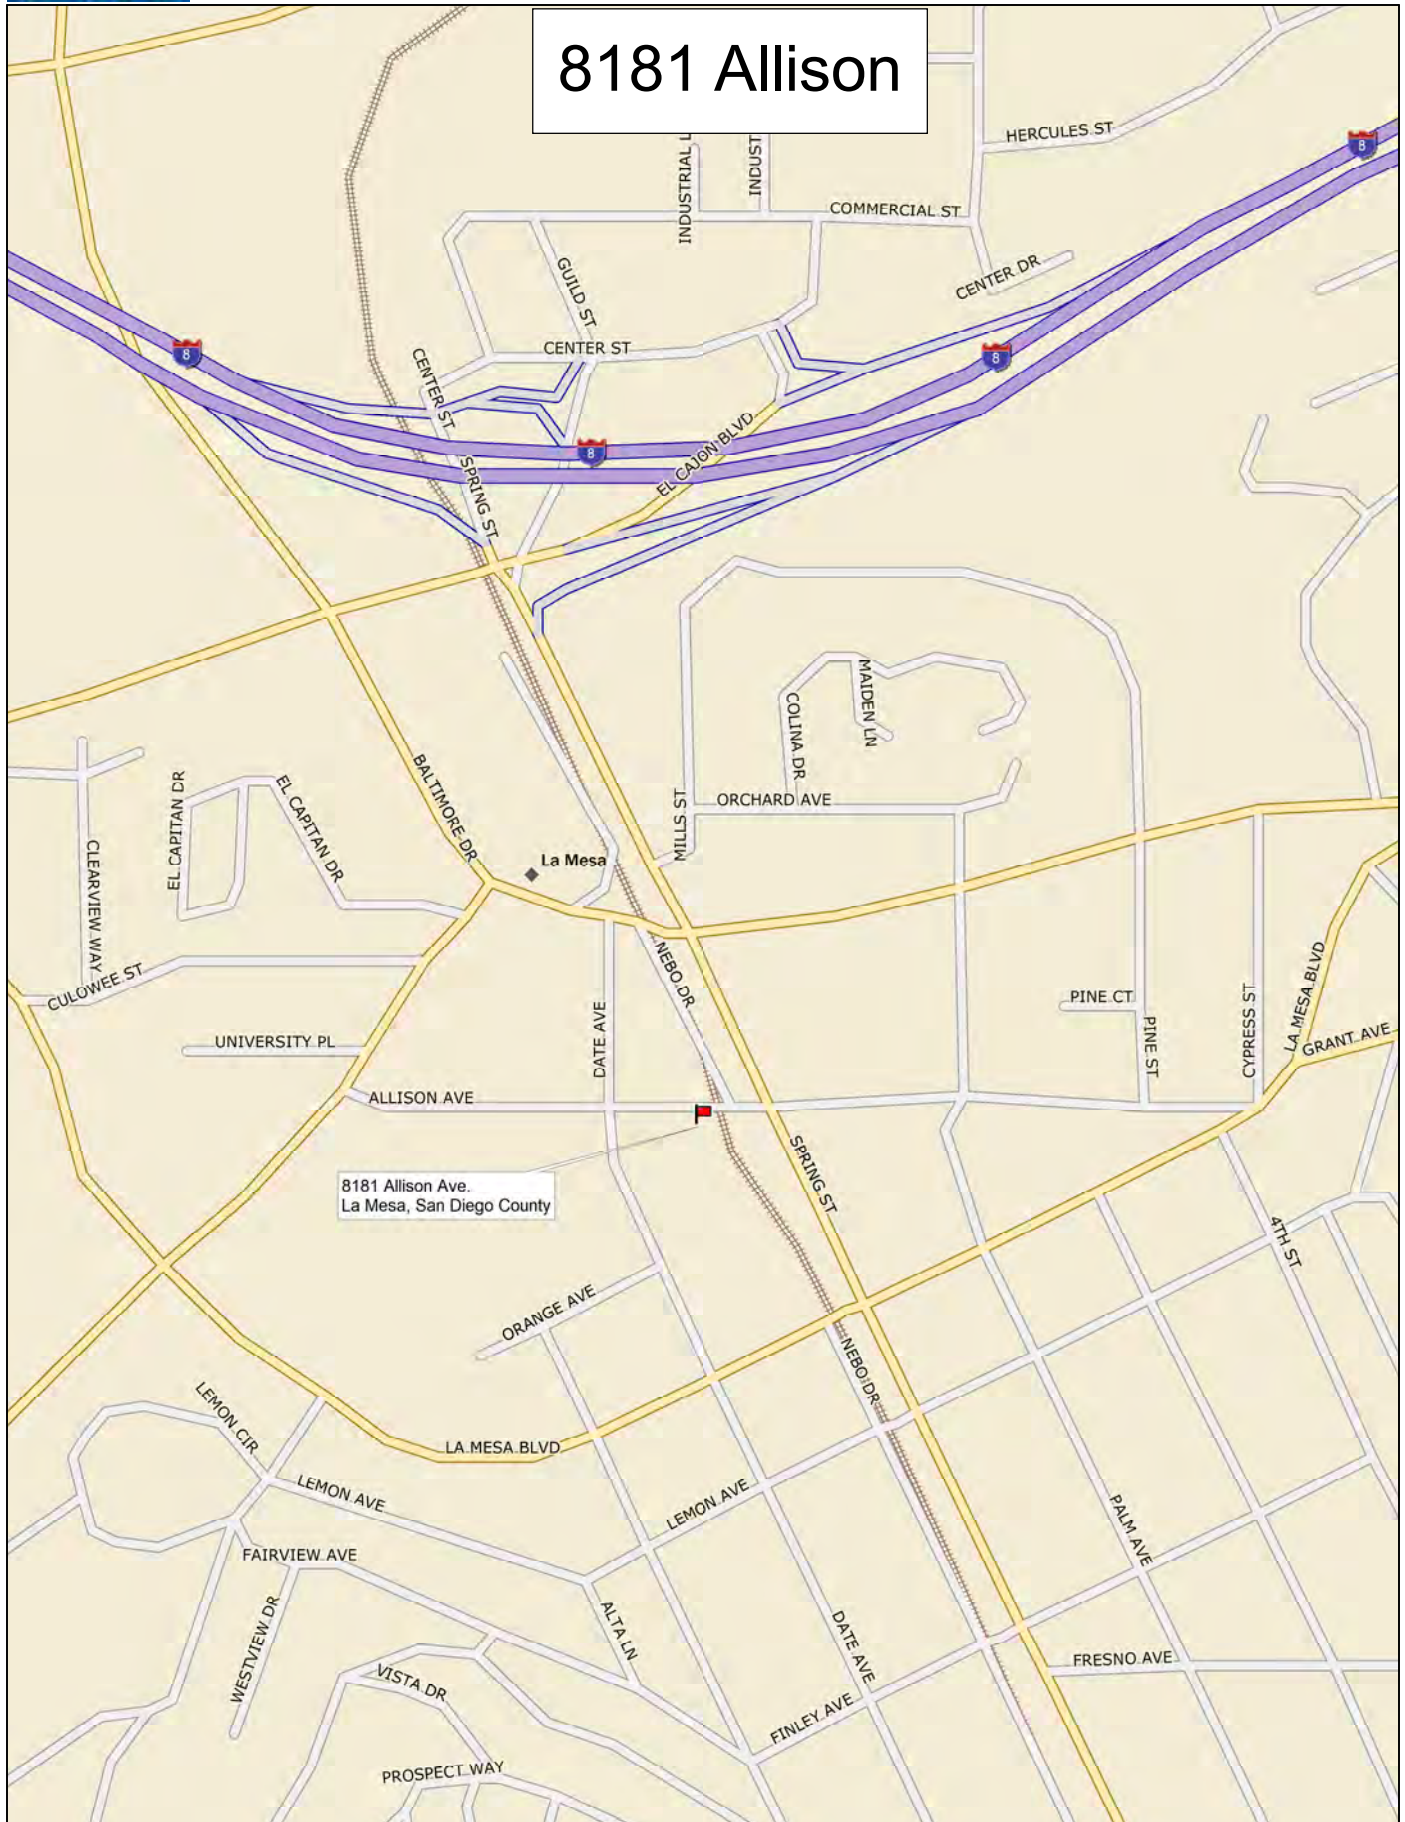 8181 Allison
HERCULES ST
8
INDUSTRIAL L
INDUST
COMMERCIAL ST
CENTER DR
GUILD ST
CENTER ST
8
8
CENTER ST
8
EL CAJON BLVD
SPRING ST
MAIDEN LN
COLINA DR
ORCHARD AVE
MILLS ST
BALTIMORE DR
EL CAPITAN DR
EL CAPITAN DR
La Mesa
CLEARVIEW WAY
CULOWEE ST
NEBO DR
DATE AVE
UNIVERSITY PL
PINE CT
PINE ST
CYPRESS ST
LA MESA BLVD
GRANT AVE
ALLISON AVE
8181 Allison Ave.
La Mesa, San Diego County
SPRING ST
4TH ST
ORANGE AVE
NEBO DR
LEMON CIR
LA MESA BLVD
LEMON AVE
LEMON AVE
PALM AVE
FAIRVIEW AVE
WESTVIEW DR
ALTA LN
DATE AVE
FRESNO AVE
VISTA DR
FINLEY AVE
PROSPECT WAY